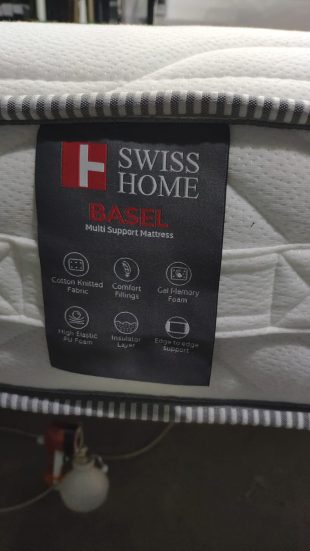 SWISS
HOME
BASEL
Multi Support Mattress
Cotton Knitted
Fabric
Comfort
Fillings
Gel Memory
Foam
High Elastic
PU Foam
Insulator
Layer
Edge to edge
support